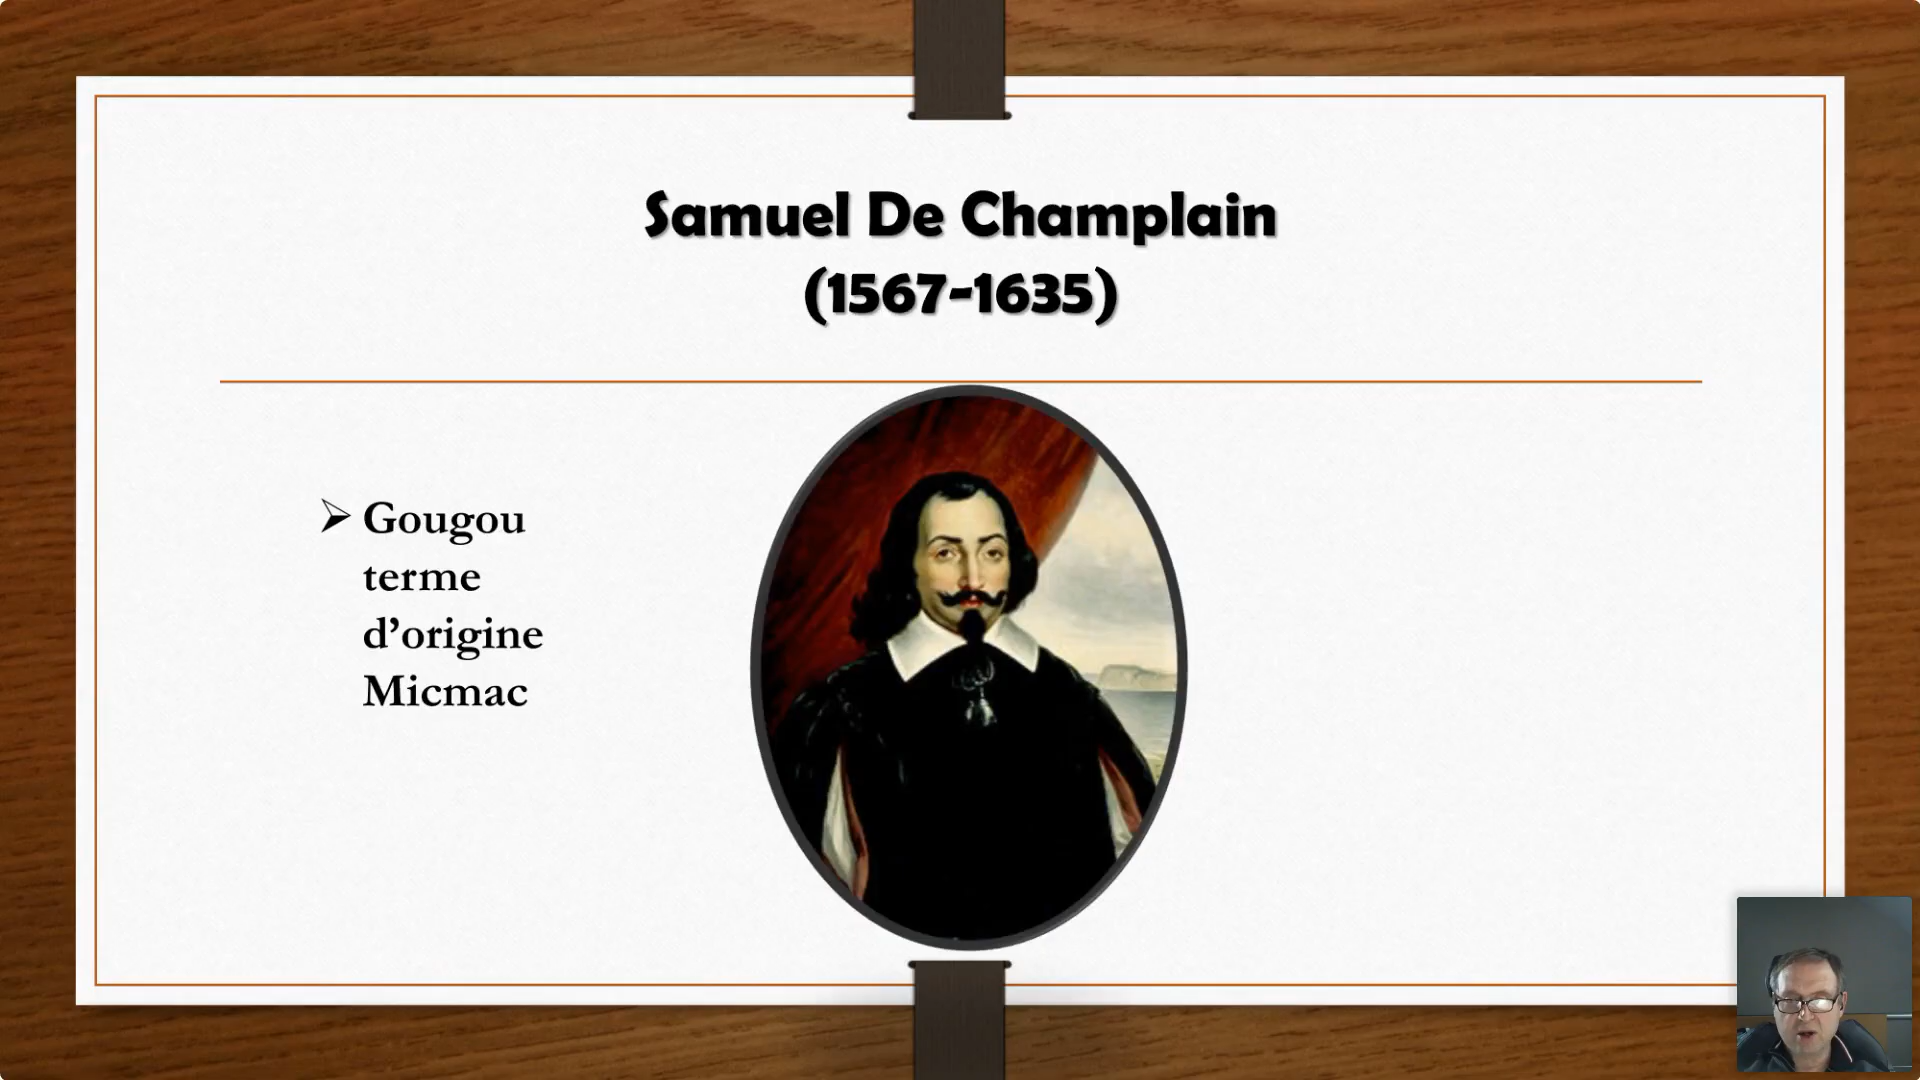 Samuel De Champlain
(1567-1635)
Gougou
terme
d’origine
Micmac